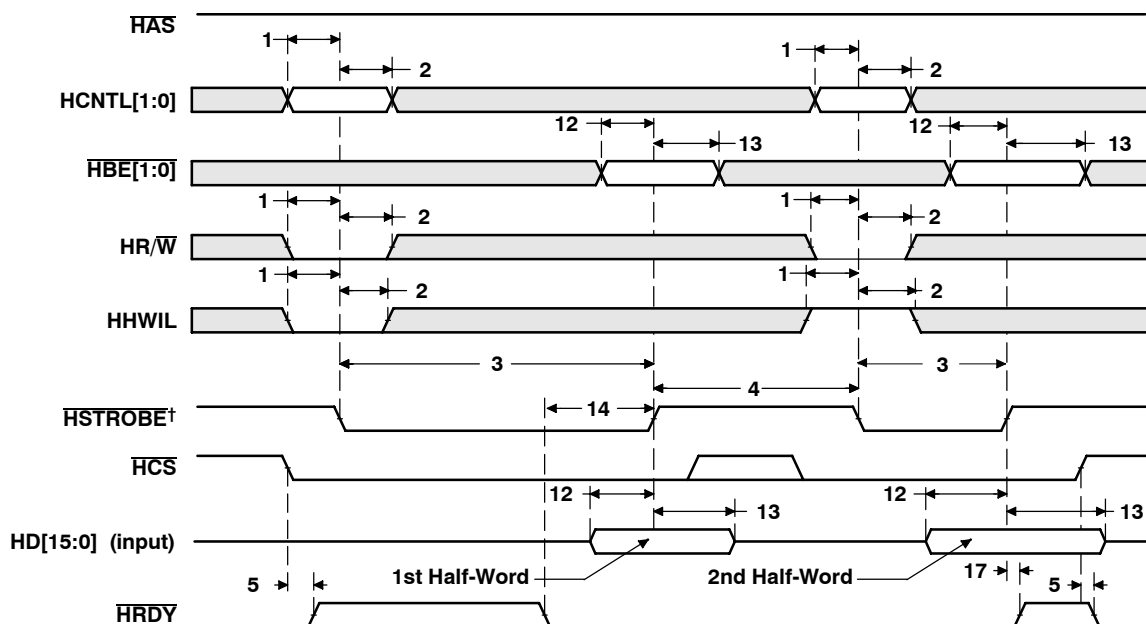 HAS
1
1
2
2
HCNTL[1:0]
12
12
13
13
HBE[1:0]
1
1
2
2
HR/W
1
1
2
2
HHWIL
3
3
4
14
HSTROBE†
HCS
12
12
13
13
HD[15:0] (input)
1st Half-Word
2nd Half-Word
5
17
5
HRDY